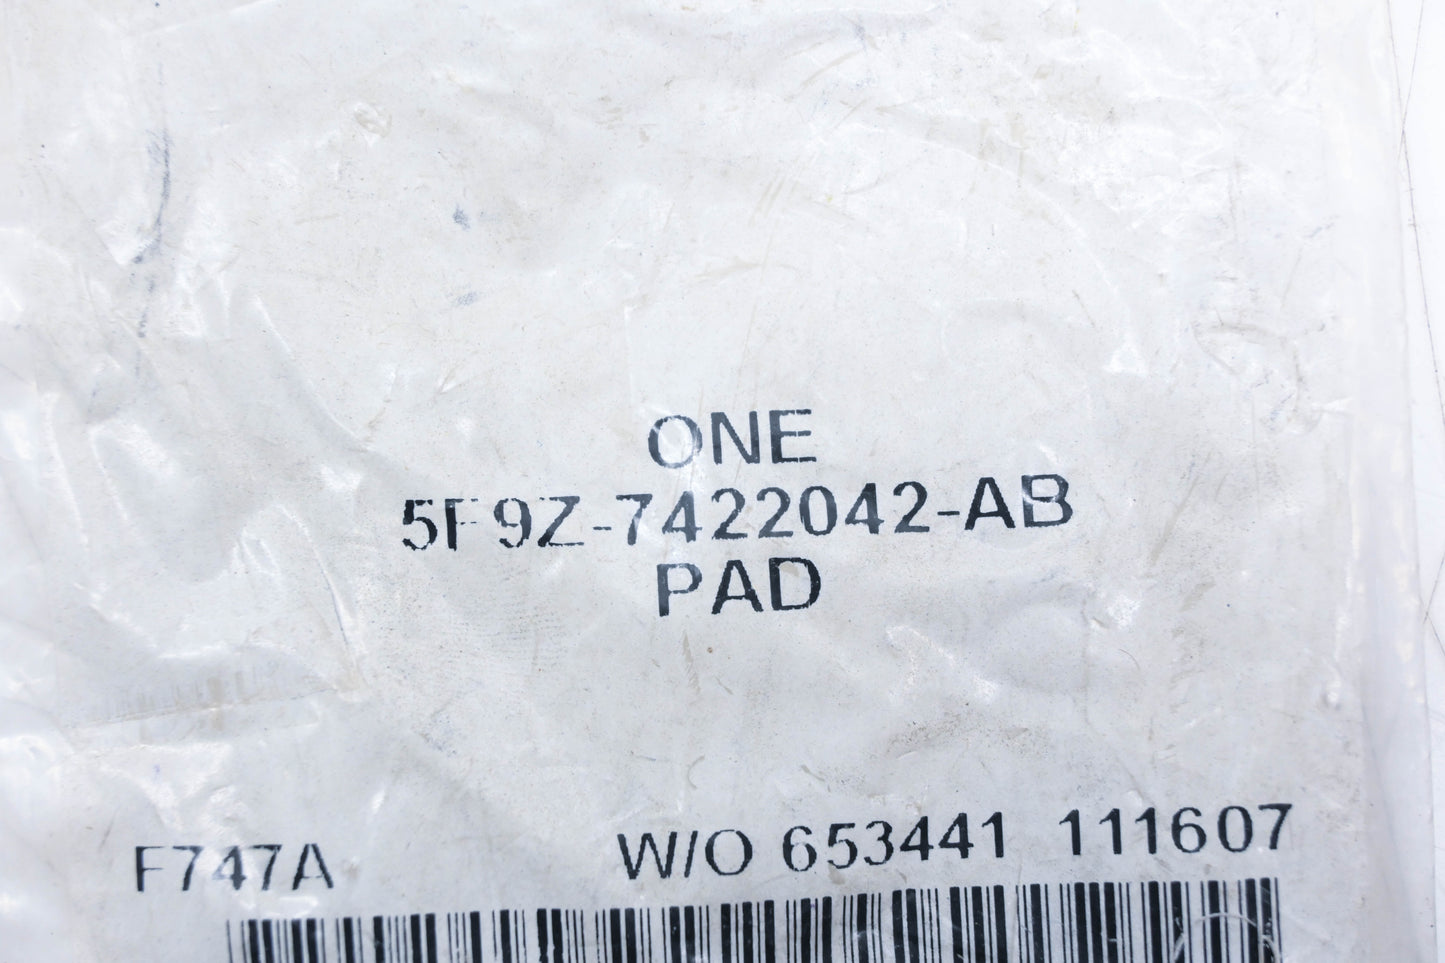 ONE
5F9Z-7422042-AB
PAD
F747A W/O 653441 111607